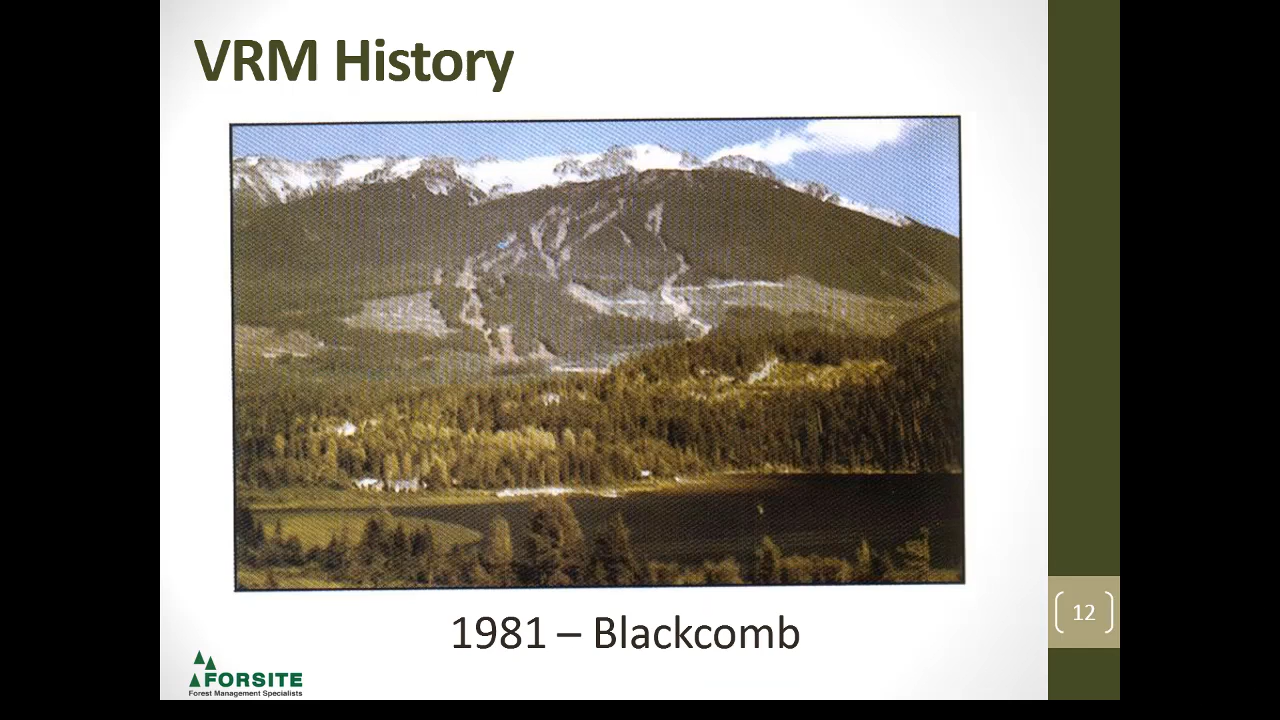 VRM History
1981 – Blackcomb
12
FORSITE
Forest Management Specialists